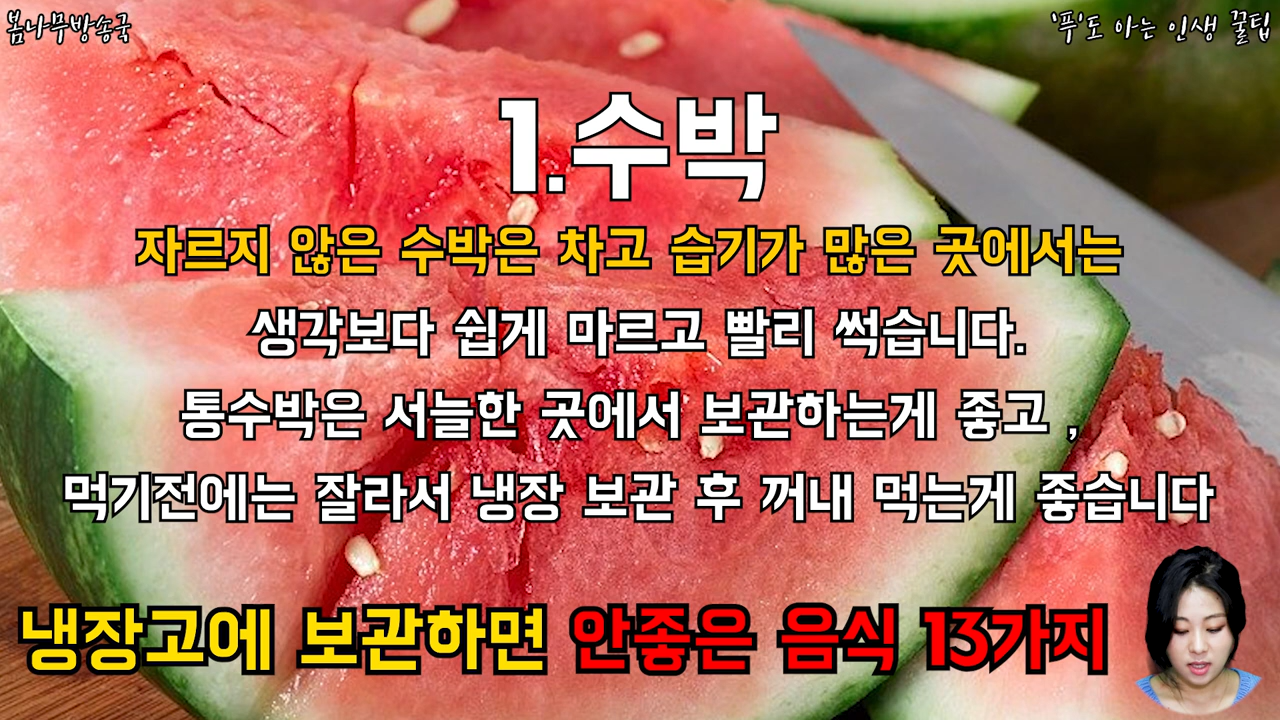 봄나무방송국
'푸'도 아는 인생 꿀팁
1.수박
자르지 않은 수박은 차고 습기가 많은 곳에서는
생각보다 쉽게 마르고 빨리 썩습니다.
통수박은 서늘한 곳에서 보관하는게 좋고 ,
먹기전에는 잘라서 냉장 보관 후 꺼내 먹는게 좋습니다
냉장고에 보관하면 안좋은 음식 13가지